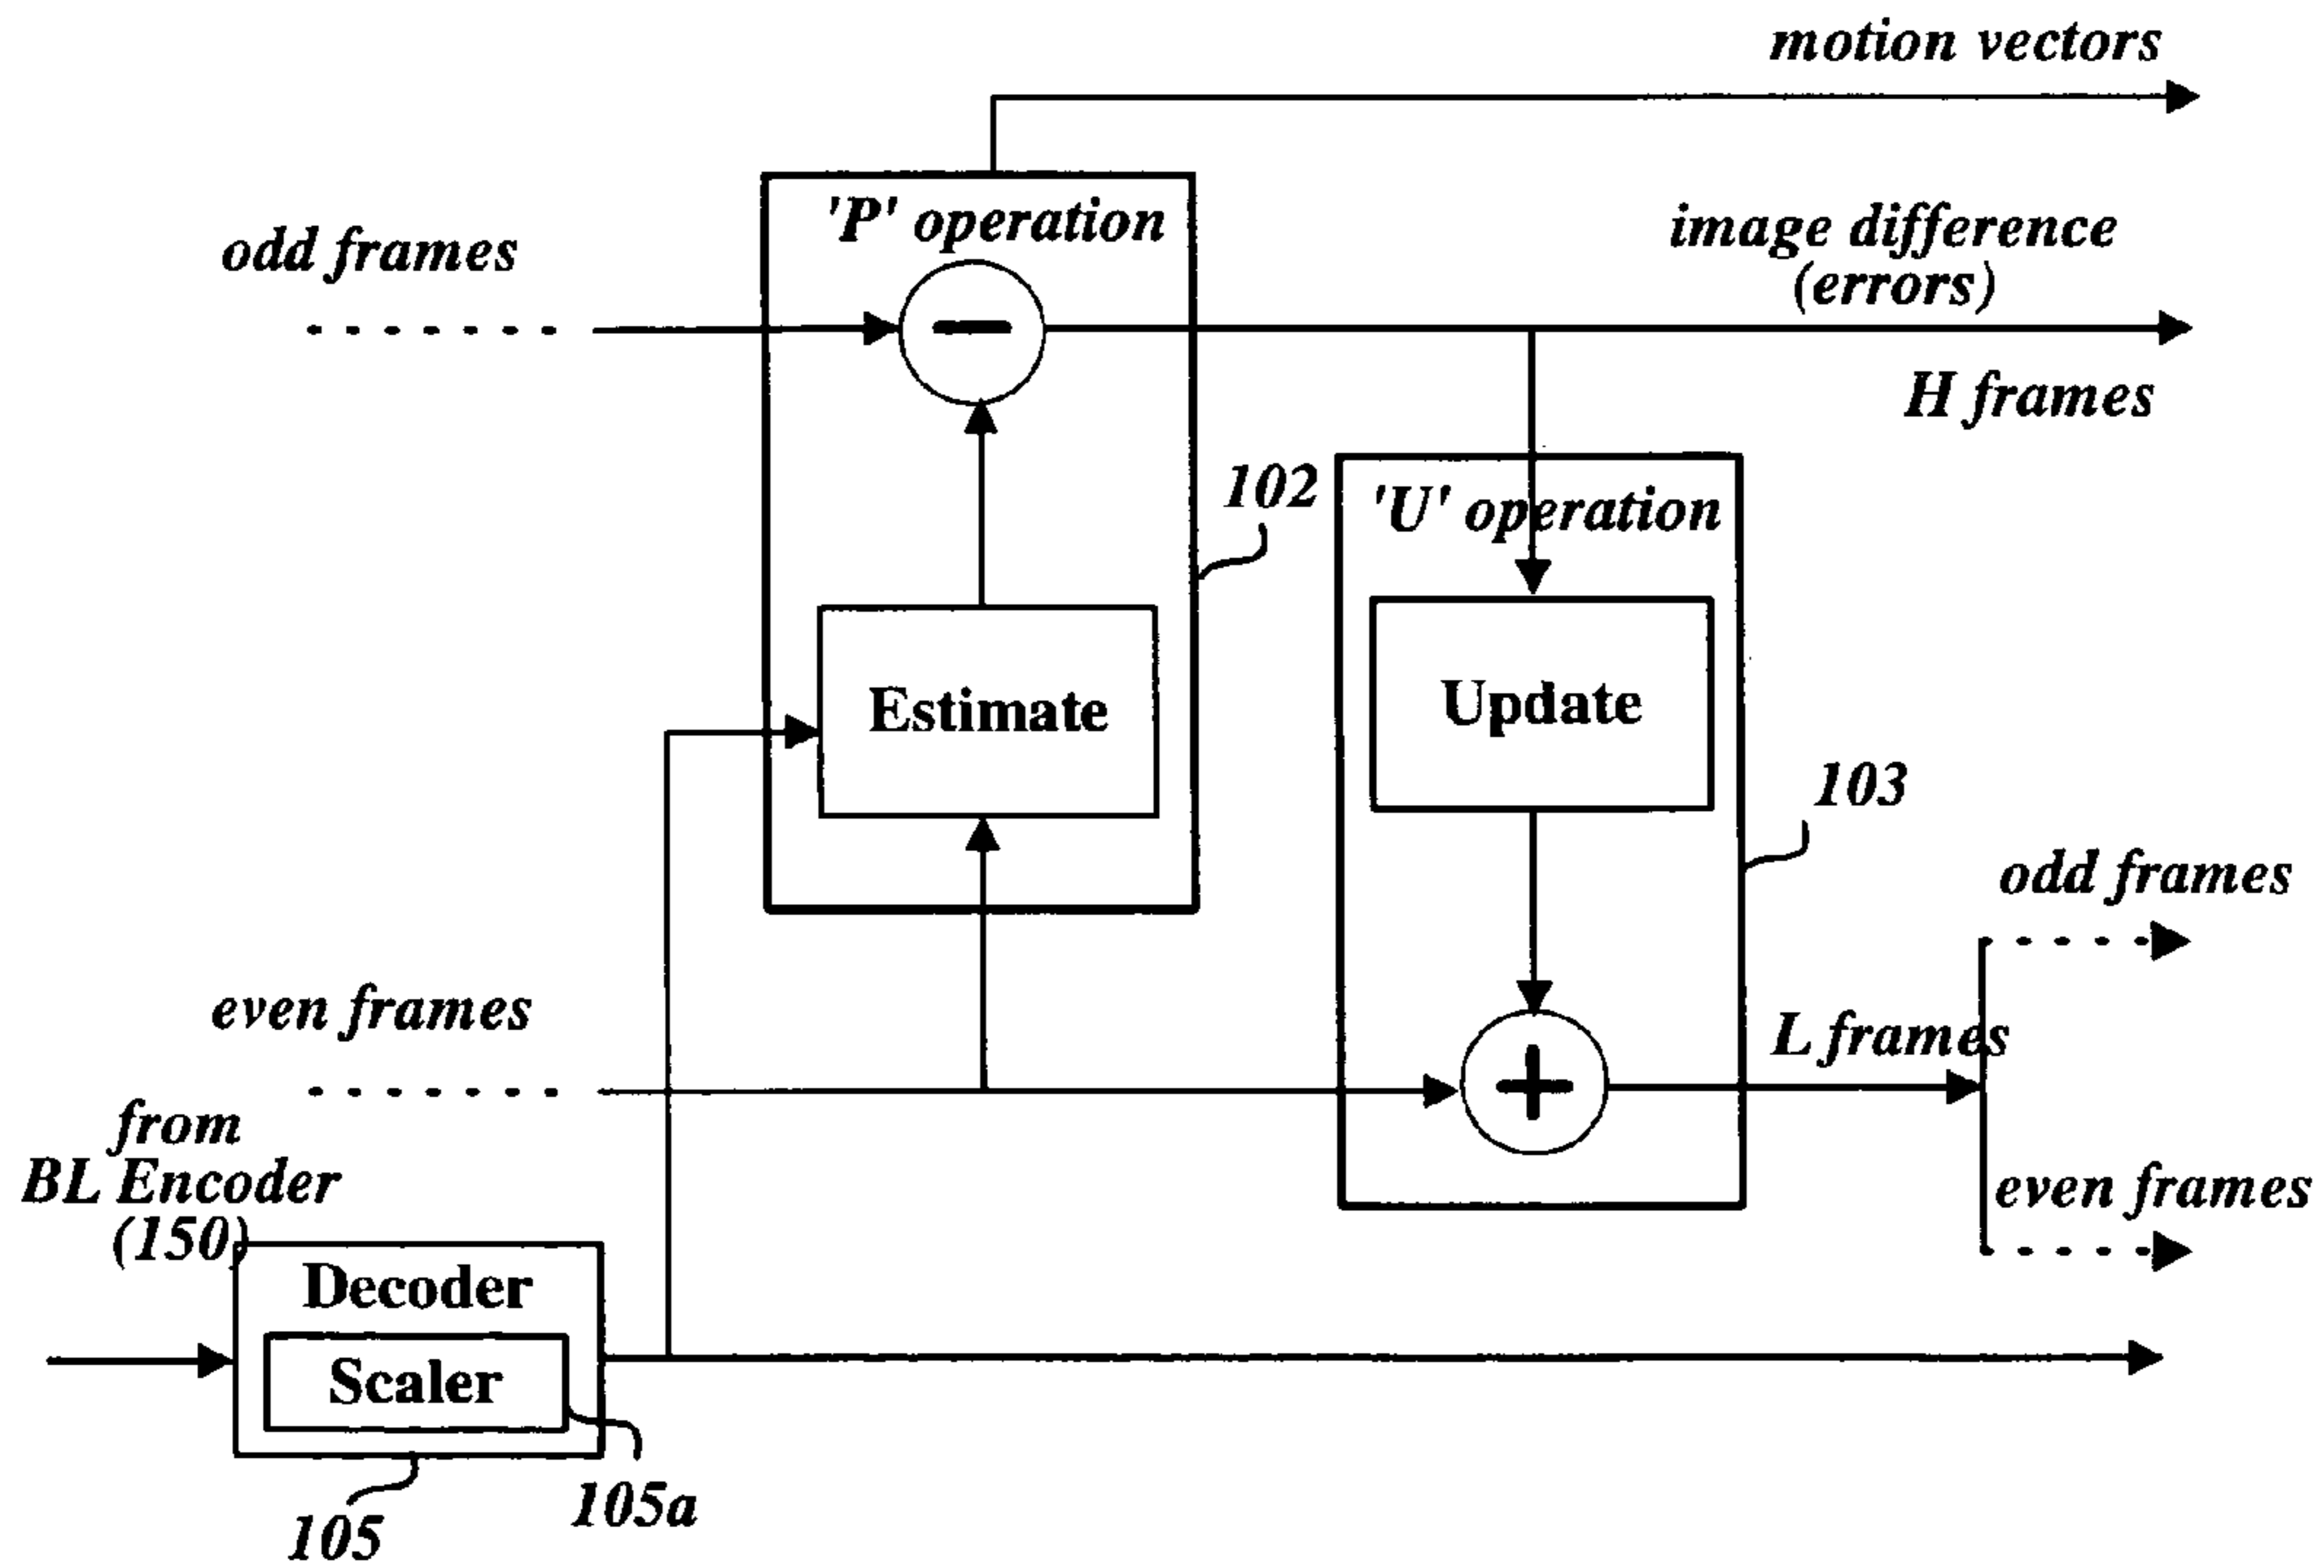 motion vectors
'P' operation
odd frames
image difference
(errors)
H frames
102
'U' operation
Estimate
Update
103
odd frames
even frames
L frames
from
BL Encoder
(150)
even frames
Decoder
Scaler
105a
105